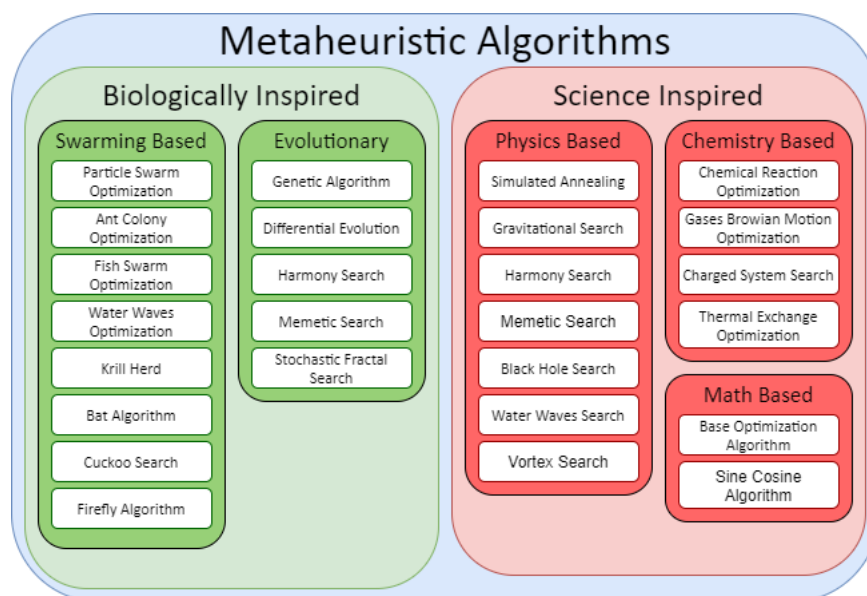 Metaheuristic Algorithms
Biologically Inspired
Swarming Based
Particle Swarm
Optimization
Ant Colony
Optimization
Fish Swarm
Optimization
Water Waves
Optimization
Krill Herd
Bat Algorithm
Cuckoo Search
Firefly Algorithm
Evolutionary
Genetic Algorithm
Differential Evolution
Harmony Search
Memetic Search
Stochastic Fractal
Search
Science Inspired
Physics Based
Simulated Annealing
Gravitational Search
Harmony Search
Memetic Search
Black Hole Search
Water Waves Search
Vortex Search
Chemistry Based
Chemical Reaction
Optimization
Gases Browian Motion
Optimization
Charged System Search
Thermal Exchange
Optimization
Math Based
Base Optimization
Algorithm
Sine Cosine
Algorithm